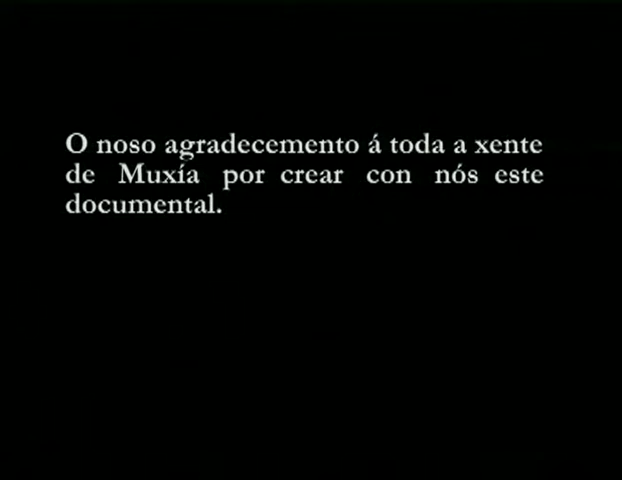 O noso agradecemento á toda a xente
de Muxía por crear con nós este
documental.